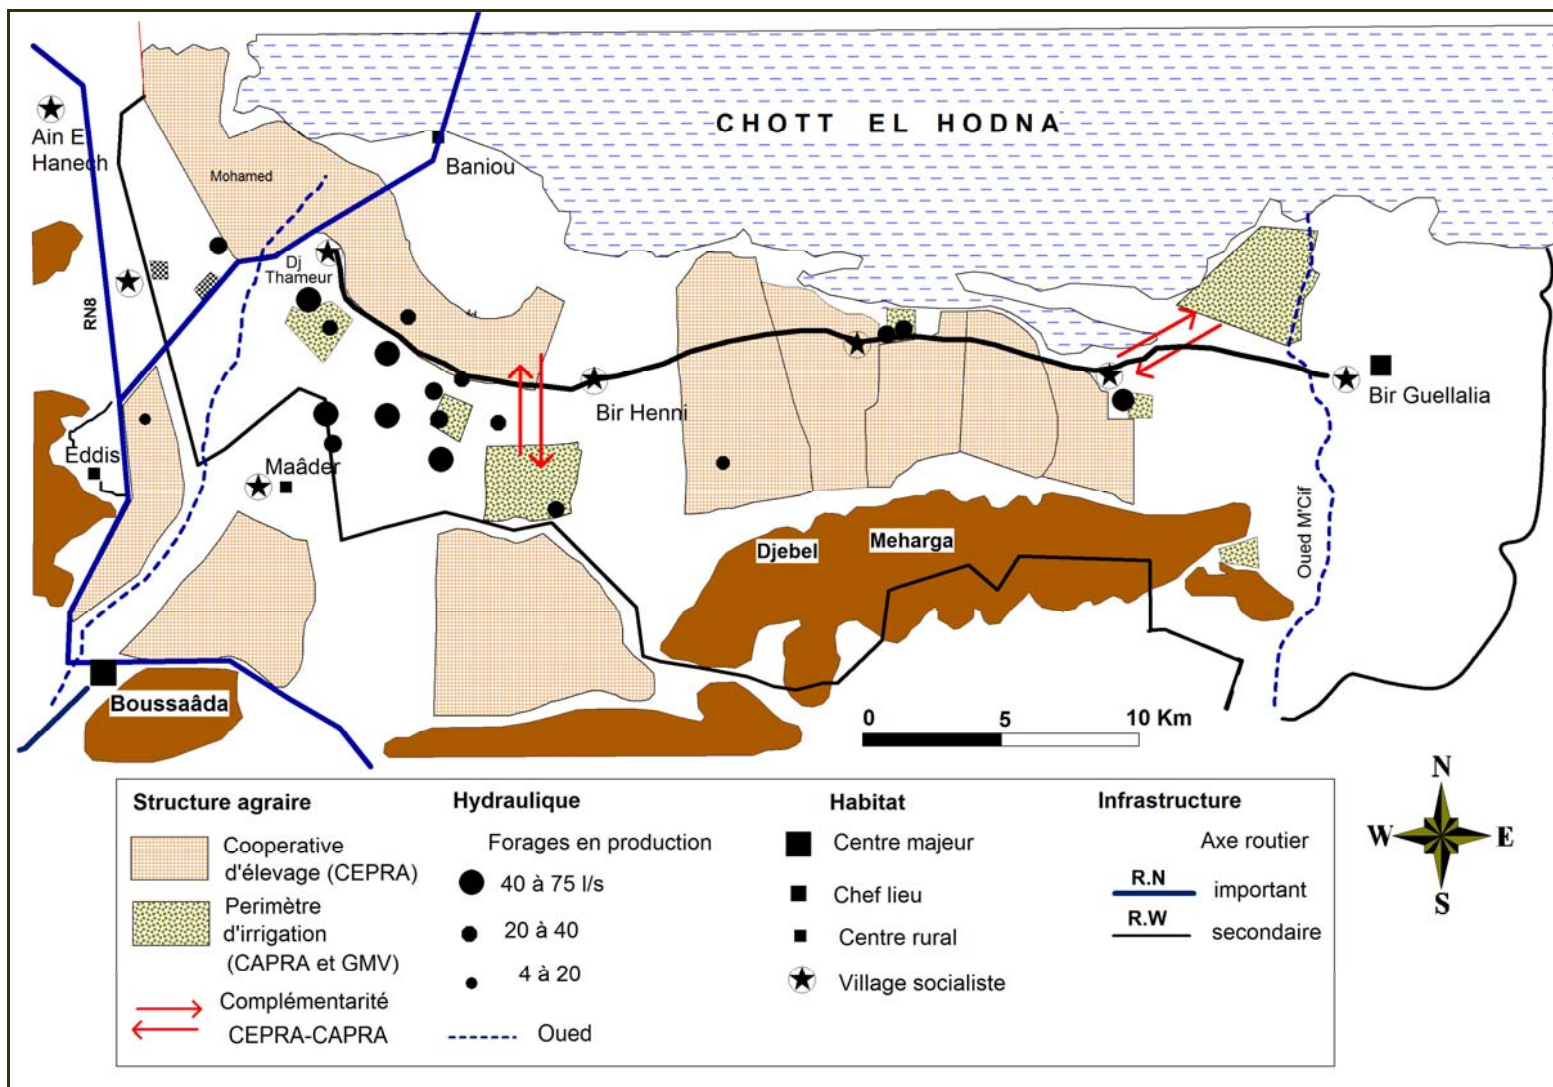 CHOTT EL HODNA
Ain E
Hanech
Mohamed
Baniou
Dj
Thameur
RN8
Bir Henni
Bir Guellalia
Eddis
Maâder
Oued M'Cif
Djebel
Meharga
Boussaâda
0 5 10 Km
Structure agraire
Cooperative
d'élevage (CEPRA)
Perimètre
d'irrigation
(CAPRA et GMV)
Complémentarité
CEPRA-CAPRA
Hydraulique
Forages en production
40 à 75 l/s
20 à 40
4 à 20
Oued
Habitat
Centre majeur
Chef lieu
Centre rural
Village socialiste
Infrastructure
Axe routier
R.N
important
R.W
secondaire
N
W E
S